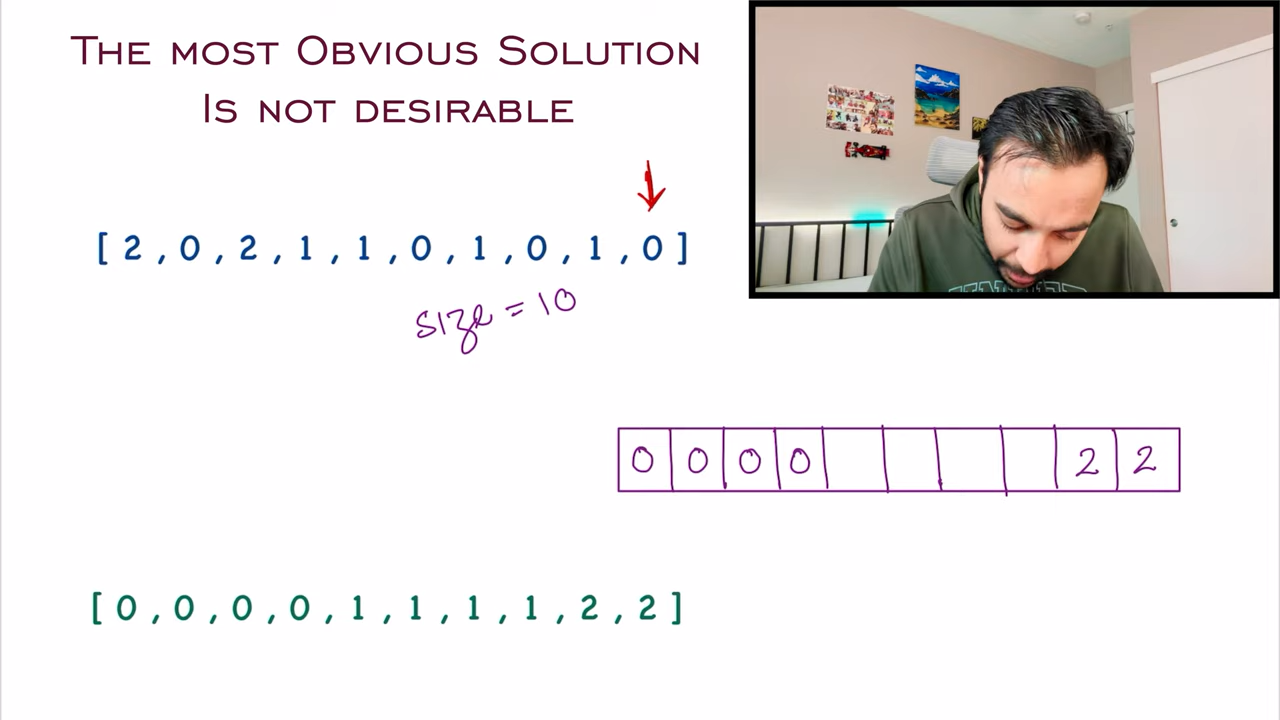 THE MOST OBVIOUS SOLUTION
IS NOT DESIRABLE
[ 2 , 0 , 2 , 1 , 1 , 0 , 1 , 0 , 1 , 0 ]
size = 10
0 0 0 0 2 2
[ 0 , 0 , 0 , 0 , 1 , 1 , 1 , 1 , 2 , 2 ]